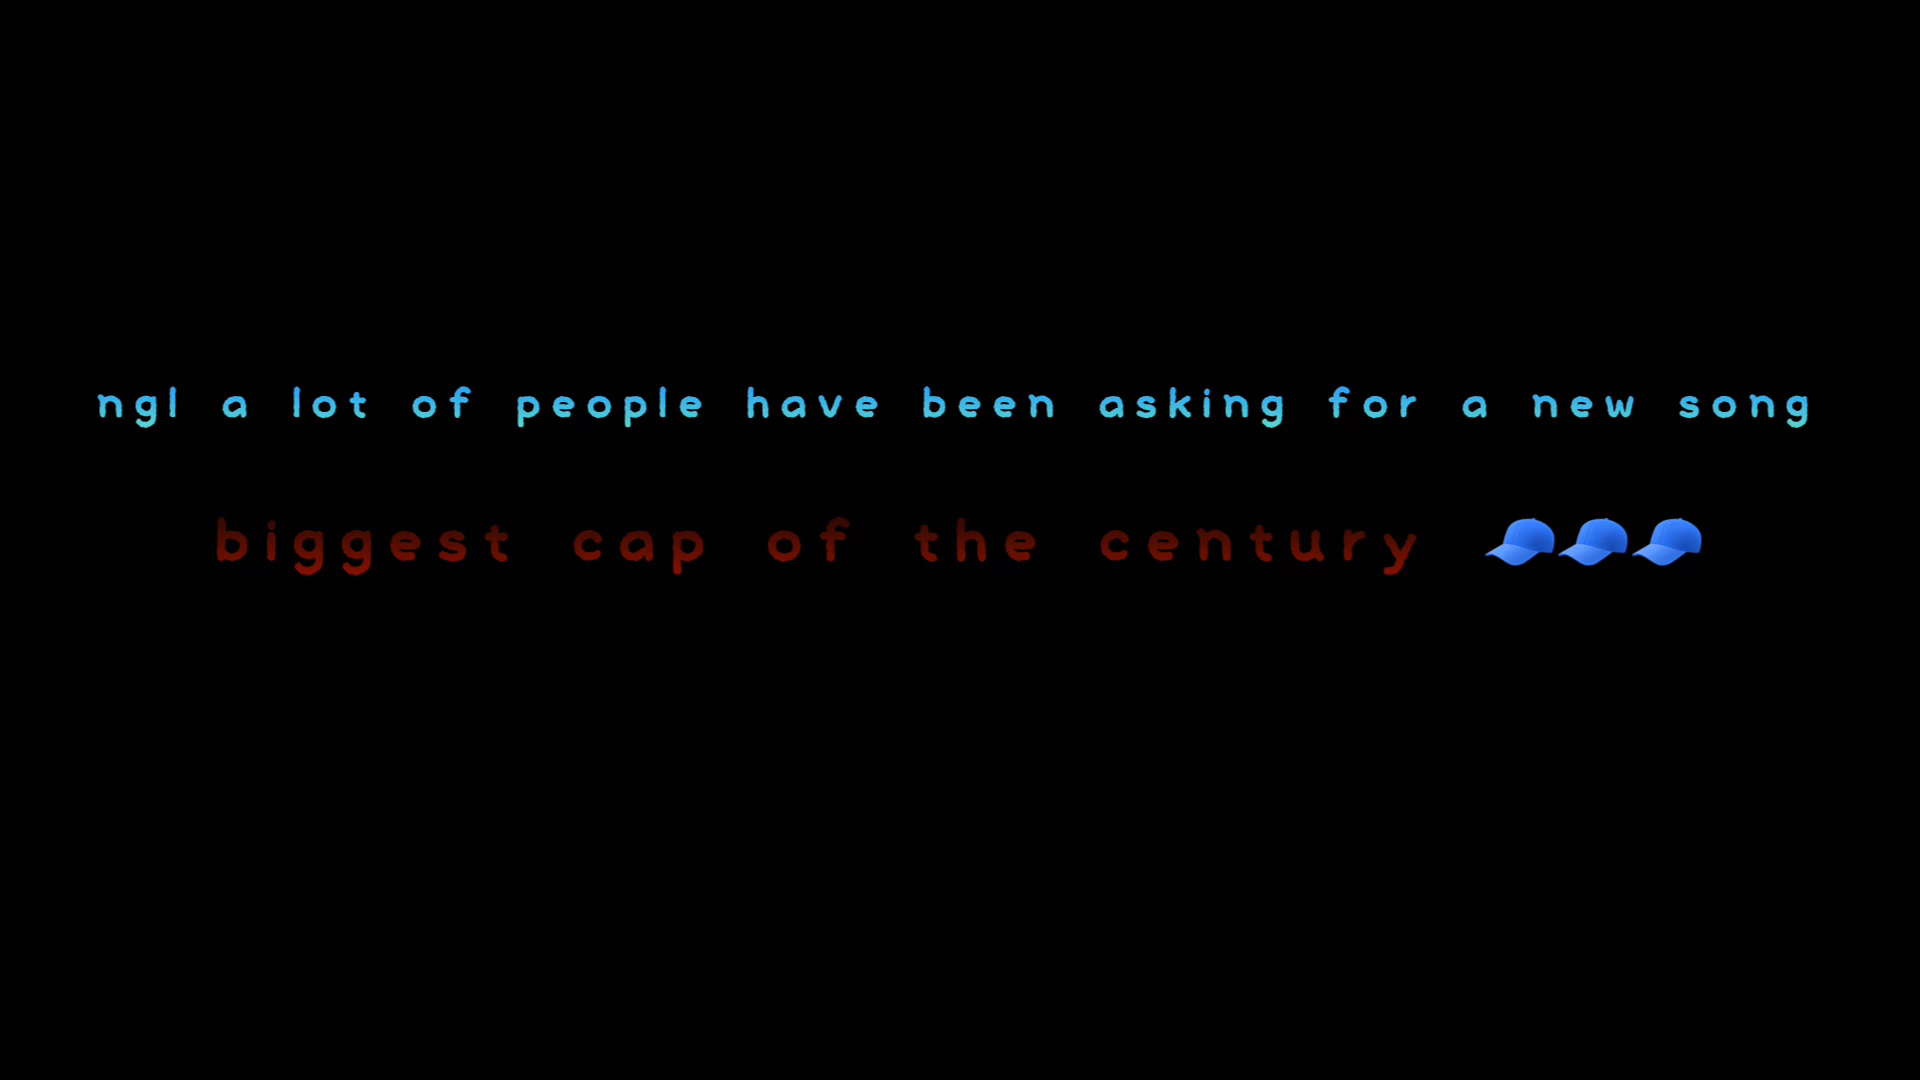 ngl a lot of people have been asking for a new song
biggest cap of the century 🧢🧢🧢